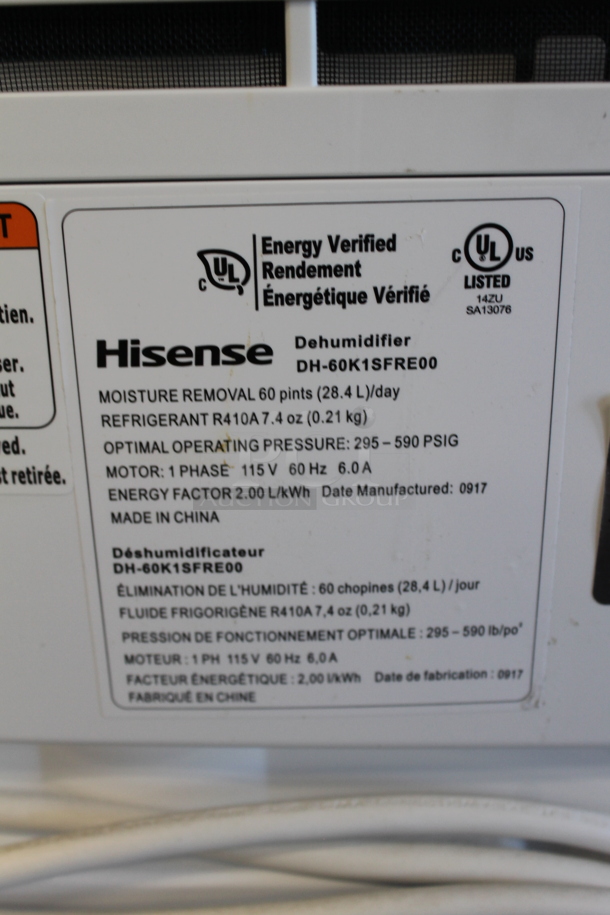 T
tien.
ser.
ut
ue.
ved.
st retirée.
C UL
Energy Verified
Rendement
Énergétique Vérifié
C UL US
LISTED
14ZU
SA13076
Hisense
Dehumidifier
DH-60K1SFRE00
MOISTURE REMOVAL 60 pints (28.4 L)/day
REFRIGERANT R410A 7.4 oz (0.21 kg)
OPTIMAL OPERATING PRESSURE: 295 – 590 PSIG
MOTOR: 1 PHASE 115 V 60 Hz 6.0 A
ENERGY FACTOR 2.00 L/kWh Date Manufactured: 0917
MADE IN CHINA
AUCTION GROUP
Déshumidificateur
DH-60K1SFRE00
ÉLIMINATION DE L'HUMIDITÉ : 60 chopines (28,4 L) / jour
FLUIDE FRIGORIGÈNE R410A 7,4 oz (0,21 kg)
PRESSION DE FONCTIONNEMENT OPTIMALE : 295 – 590 lb/po²
MOTEUR : 1 PH 115 V 60 Hz 6,0 A
FACTEUR ÉNERGÉTIQUE : 2,00 l/kWh Date de fabrication : 0917
FABRIQUÉ EN CHINE